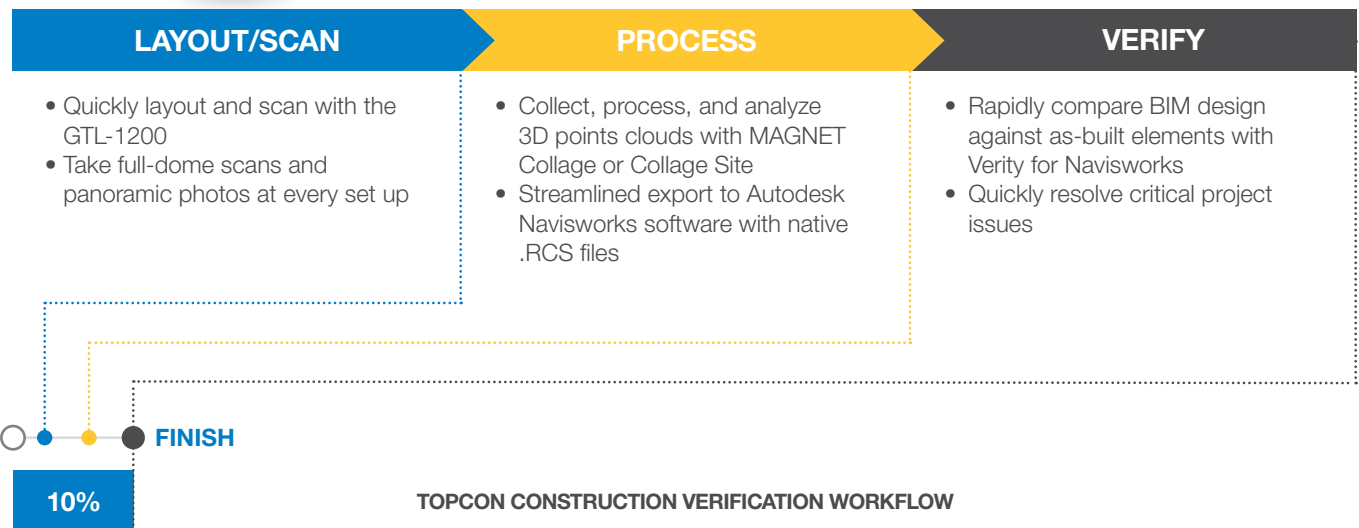 LAYOUT/SCAN
• Quickly layout and scan with the
GTL-1200
• Take full-dome scans and
panoramic photos at every set up
PROCESS
• Collect, process, and analyze
3D points clouds with MAGNET
Collage or Collage Site
• Streamlined export to Autodesk
Navisworks software with native
.RCS files
VERIFY
• Rapidly compare BIM design
against as-built elements with
Verity for Navisworks
• Quickly resolve critical project
issues
FINISH
10%
TOPCON CONSTRUCTION VERIFICATION WORKFLOW